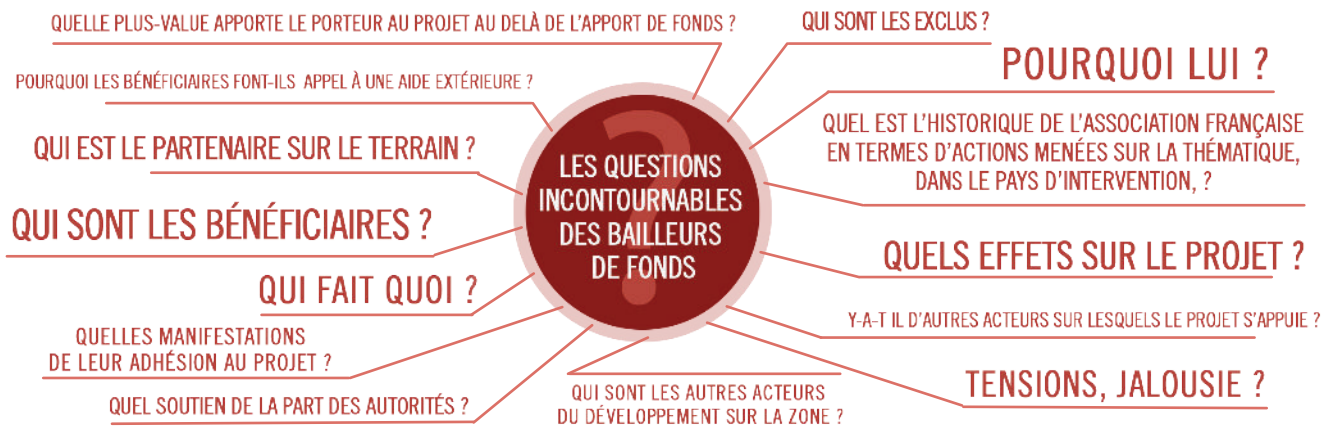 QUELLE PLUS-VALUE APPORTE LE PORTEUR AU PROJET AU DELÀ DE L'APPORT DE FONDS ?
QUI SONT LES EXCLUS ?
POURQUOI LUI ?
POURQUOI LES BÉNÉFICIAIRES FONT-ILS APPEL À UNE AIDE EXTÉRIEURE ?
QUEL EST L'HISTORIQUE DE L'ASSOCIATION FRANÇAISE
EN TERMES D'ACTIONS MENÉES SUR LA THÉMATIQUE,
DANS LE PAYS D'INTERVENTION, ?
QUI EST LE PARTENAIRE SUR LE TERRAIN ?
?
LES QUESTIONS
INCONTOURNABLES
DES BAILLEURS
DE FONDS
QUI SONT LES BÉNÉFICIAIRES ?
QUELS EFFETS SUR LE PROJET ?
QUI FAIT QUOI ?
Y-A-T IL D'AUTRES ACTEURS SUR LESQUELS LE PROJET S'APPUIE ?
QUELLES MANIFESTATIONS
DE LEUR ADHÉSION AU PROJET ?
TENSIONS, JALOUSIE ?
QUI SONT LES AUTRES ACTEURS
DU DÉVELOPPEMENT SUR LA ZONE ?
QUEL SOUTIEN DE LA PART DES AUTORITÉS ?